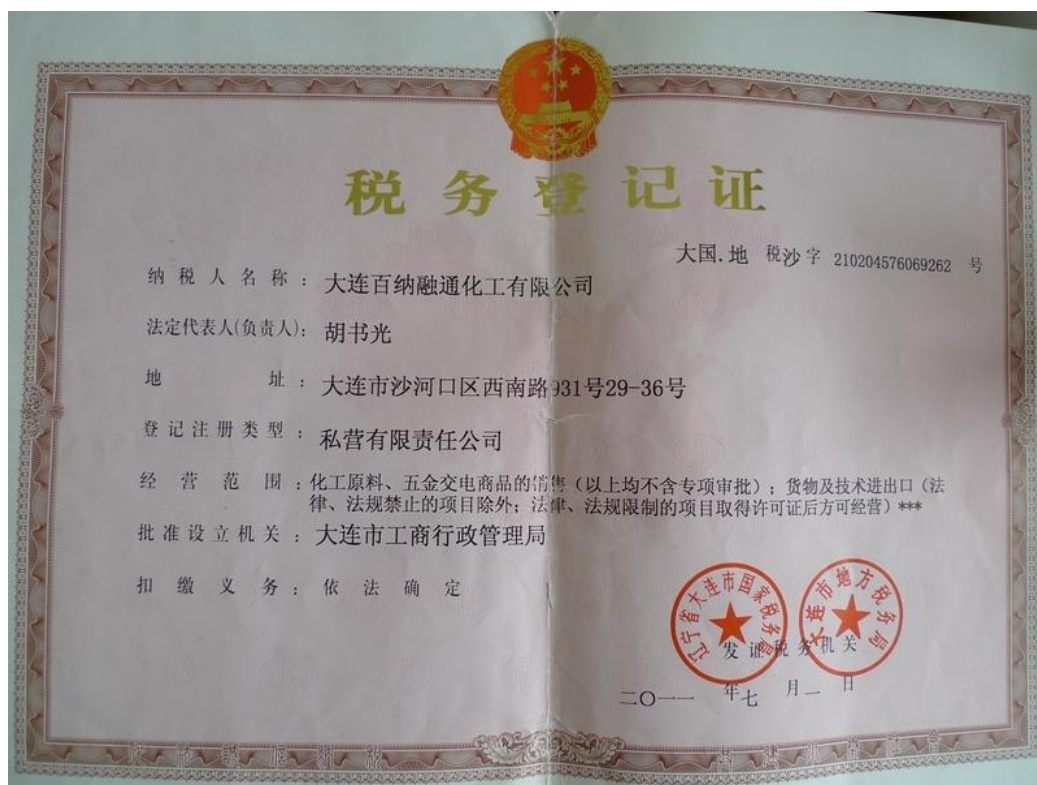 税务登记证
大国.地 税沙字 210204576069262 号
纳税人名称：大连百纳融通化工有限公司
法定代表人(负责人)：胡书光
地址：大连市沙河口区西南路931号29-36号
登记注册类型：私营有限责任公司
经营范围：化工原料、五金交电商品的销售（以上均不含专项审批）；货物及技术进出口（法
律、法规禁止的项目除外；法律、法规限制的项目取得许可证后方可经营）***
批准设立机关：大连市工商行政管理局
扣缴义务：依法确定
辽宁省大连市国家税务局
大连市地方税务局
发证税务机关
二〇一一年七月一日